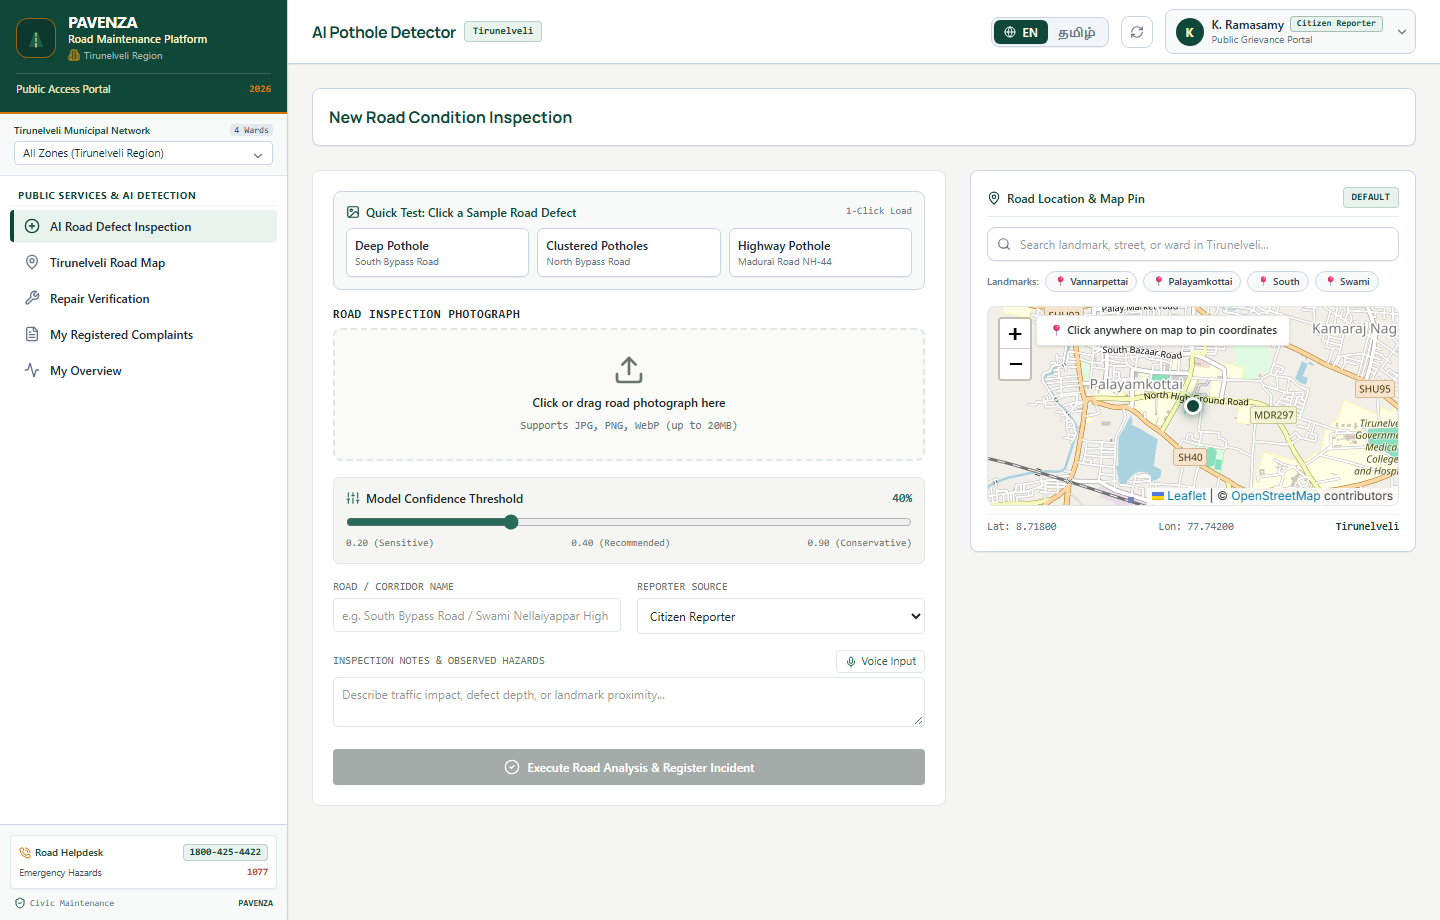 PAVENZA
Road Maintenance Platform
Tirunelveli Region
Public Access Portal
2026
Tirunelveli Municipal Network
4 Wards
All Zones (Tirunelveli Region)
PUBLIC SERVICES & AI DETECTION
AI Road Defect Inspection
Tirunelveli Road Map
Repair Verification
My Registered Complaints
My Overview
Road Helpdesk
1800-425-4422
Emergency Hazards
1077
Civic Maintenance
PAVENZA
AI Pothole Detector
Tirunelveli
EN
தமிழ்
K
K. Ramasamy
Citizen Reporter
Public Grievance Portal
New Road Condition Inspection
Quick Test: Click a Sample Road Defect
1-Click Load
Deep Pothole
South Bypass Road
Clustered Potholes
North Bypass Road
Highway Pothole
Madurai Road NH-44
ROAD INSPECTION PHOTOGRAPH
Click or drag road photograph here
Supports JPG, PNG, WebP (up to 20MB)
Model Confidence Threshold
40%
0.20 (Sensitive)
0.40 (Recommended)
0.90 (Conservative)
ROAD / CORRIDOR NAME
e.g. South Bypass Road / Swami Nellaiyappar High
REPORTER SOURCE
Citizen Reporter
INSPECTION NOTES & OBSERVED HAZARDS
Voice Input
Describe traffic impact, defect depth, or landmark proximity...
Execute Road Analysis & Register Incident
Road Location & Map Pin
DEFAULT
Search landmark, street, or ward in Tirunelveli...
Landmarks:
Vannarpettai
Palayamkottai
South
Swami
+
−
Click anywhere on map to pin coordinates
Kamaraj Nag
South Bazaar Road
Palayamkottai
North High Ground Road
SHU95
MDR297
SH40
Tirunelve
Governme
Medica
College
and Hospi
Leaflet | © OpenStreetMap contributors
Lat: 8.71800
Lon: 77.74200
Tirunelveli